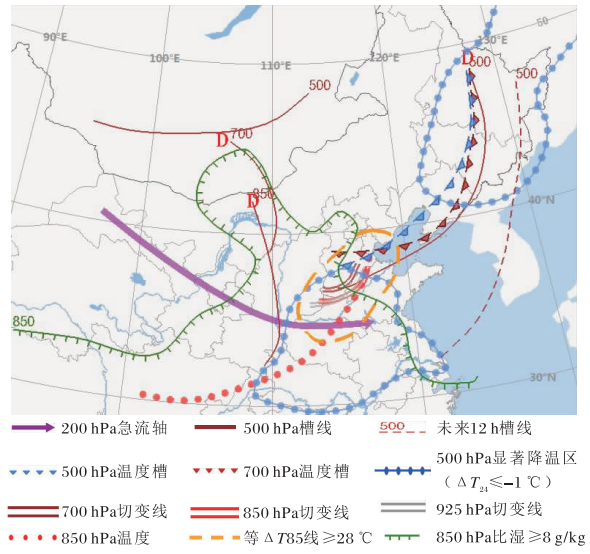 90°E
100°E
110°E
120°E
130°E
50
D
500
500
500
D
700
D
850
40°N
850
30°N
200 hPa急流轴
500 hPa槽线
500
未来12 h槽线
500 hPa温度槽
700 hPa温度槽
500 hPa显著降温区
（ΔT24≤-1 ℃）
700 hPa切变线
850 hPa切变线
925 hPa切变线
850 hPa温度
等ΔT85线≥28 ℃
850 hPa比湿≥8 g/kg